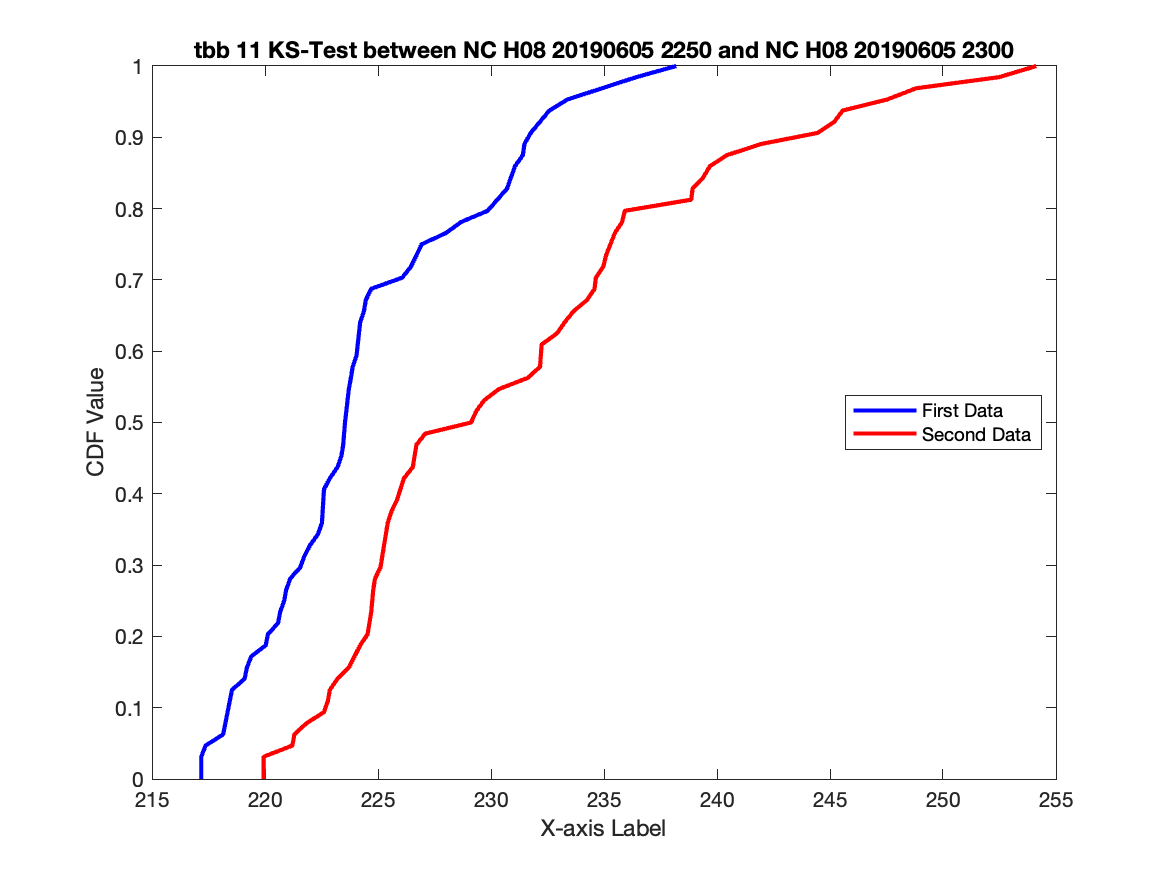 tbb 11 KS-Test between NC H08 20190605 2250 and NC H08 20190605 2300
1
0.9
0.8
0.7
0.6
0.5
0.4
0.3
0.2
0.1
0
CDF Value
First Data
Second Data
215 220 225 230 235 240 245 250 255
X-axis Label